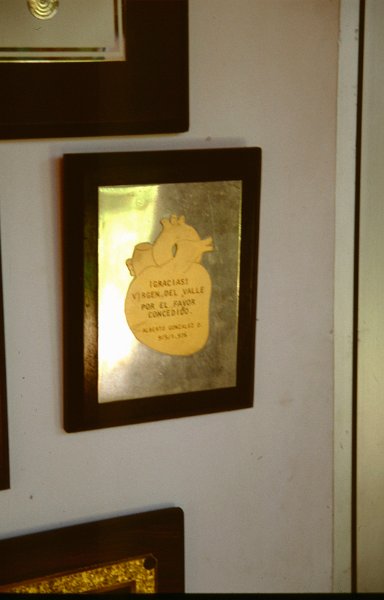 ¡GRACIAS!
VIRGEN DEL VALLE
POR EL FAVOR
CONCEDIDO.
ALBERTO GONZALEZ D.